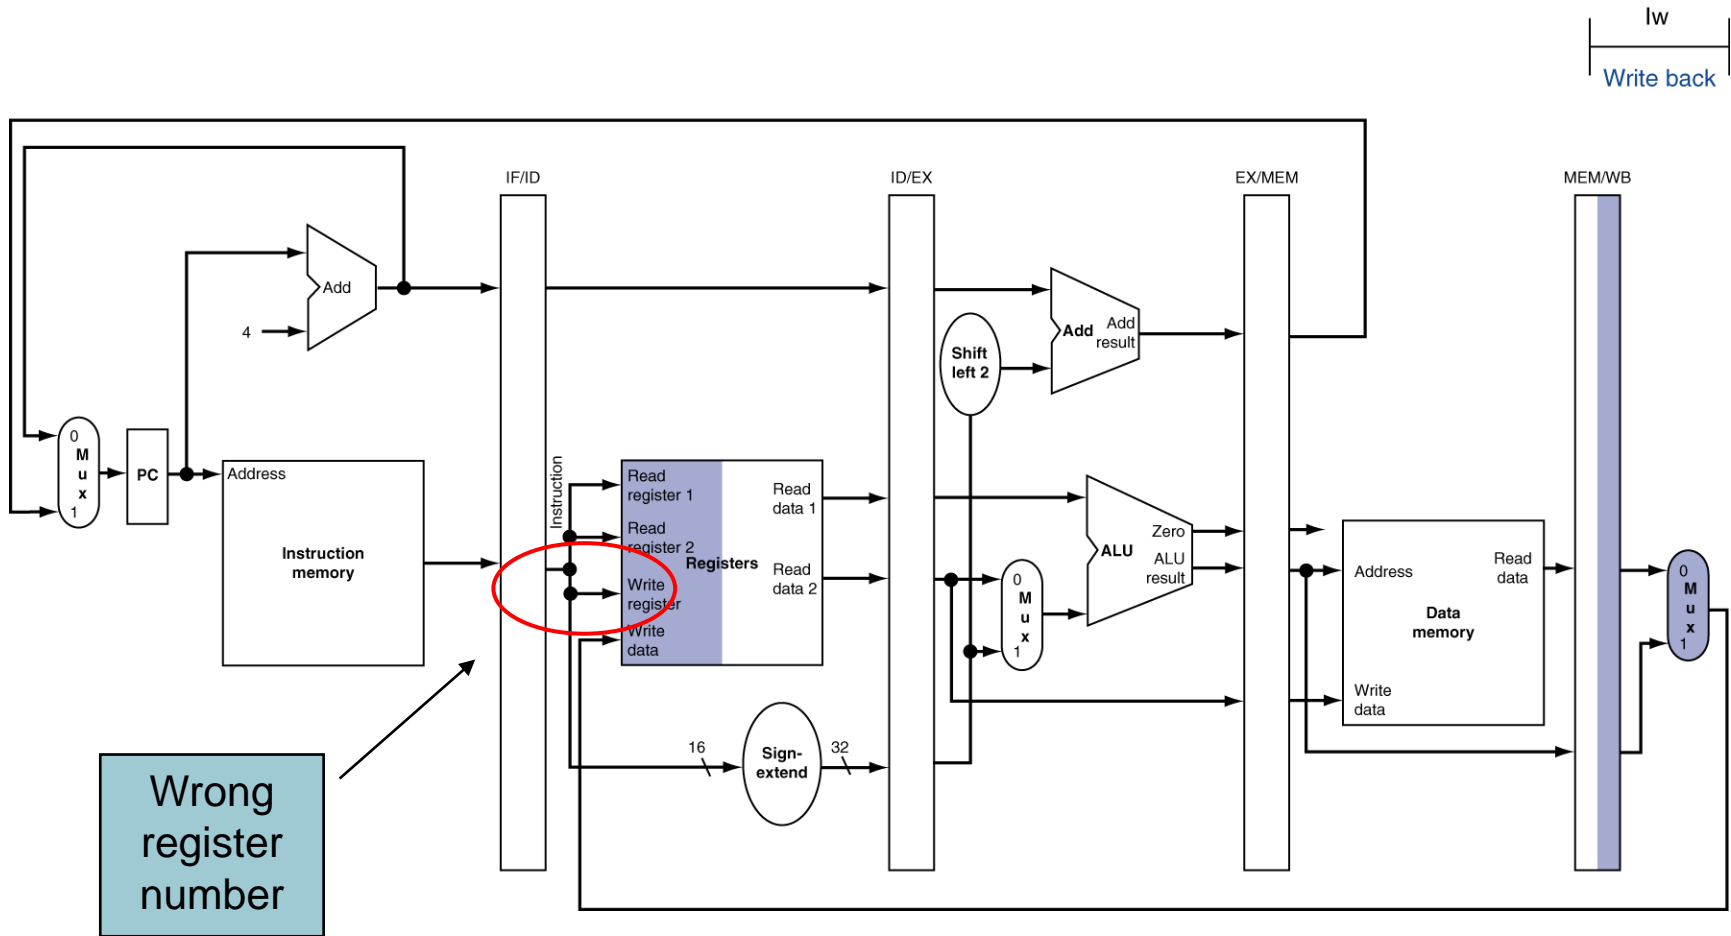 lw
Write back
IF/ID
ID/EX
EX/MEM
MEM/WB
Add
4
Shift
left 2
Add
Add
result
0
M
u
x
1
PC
Address
Instruction
memory
Instruction
Read
register 1
Read
register 2
Write
register
Write
data
Registers
Read
data 1
Read
data 2
0
M
u
x
1
Zero
ALU
ALU
result
Address
Write
data
Data
memory
Read
data
0
M
u
x
1
16
Sign-
extend
32
Wrong
register
number